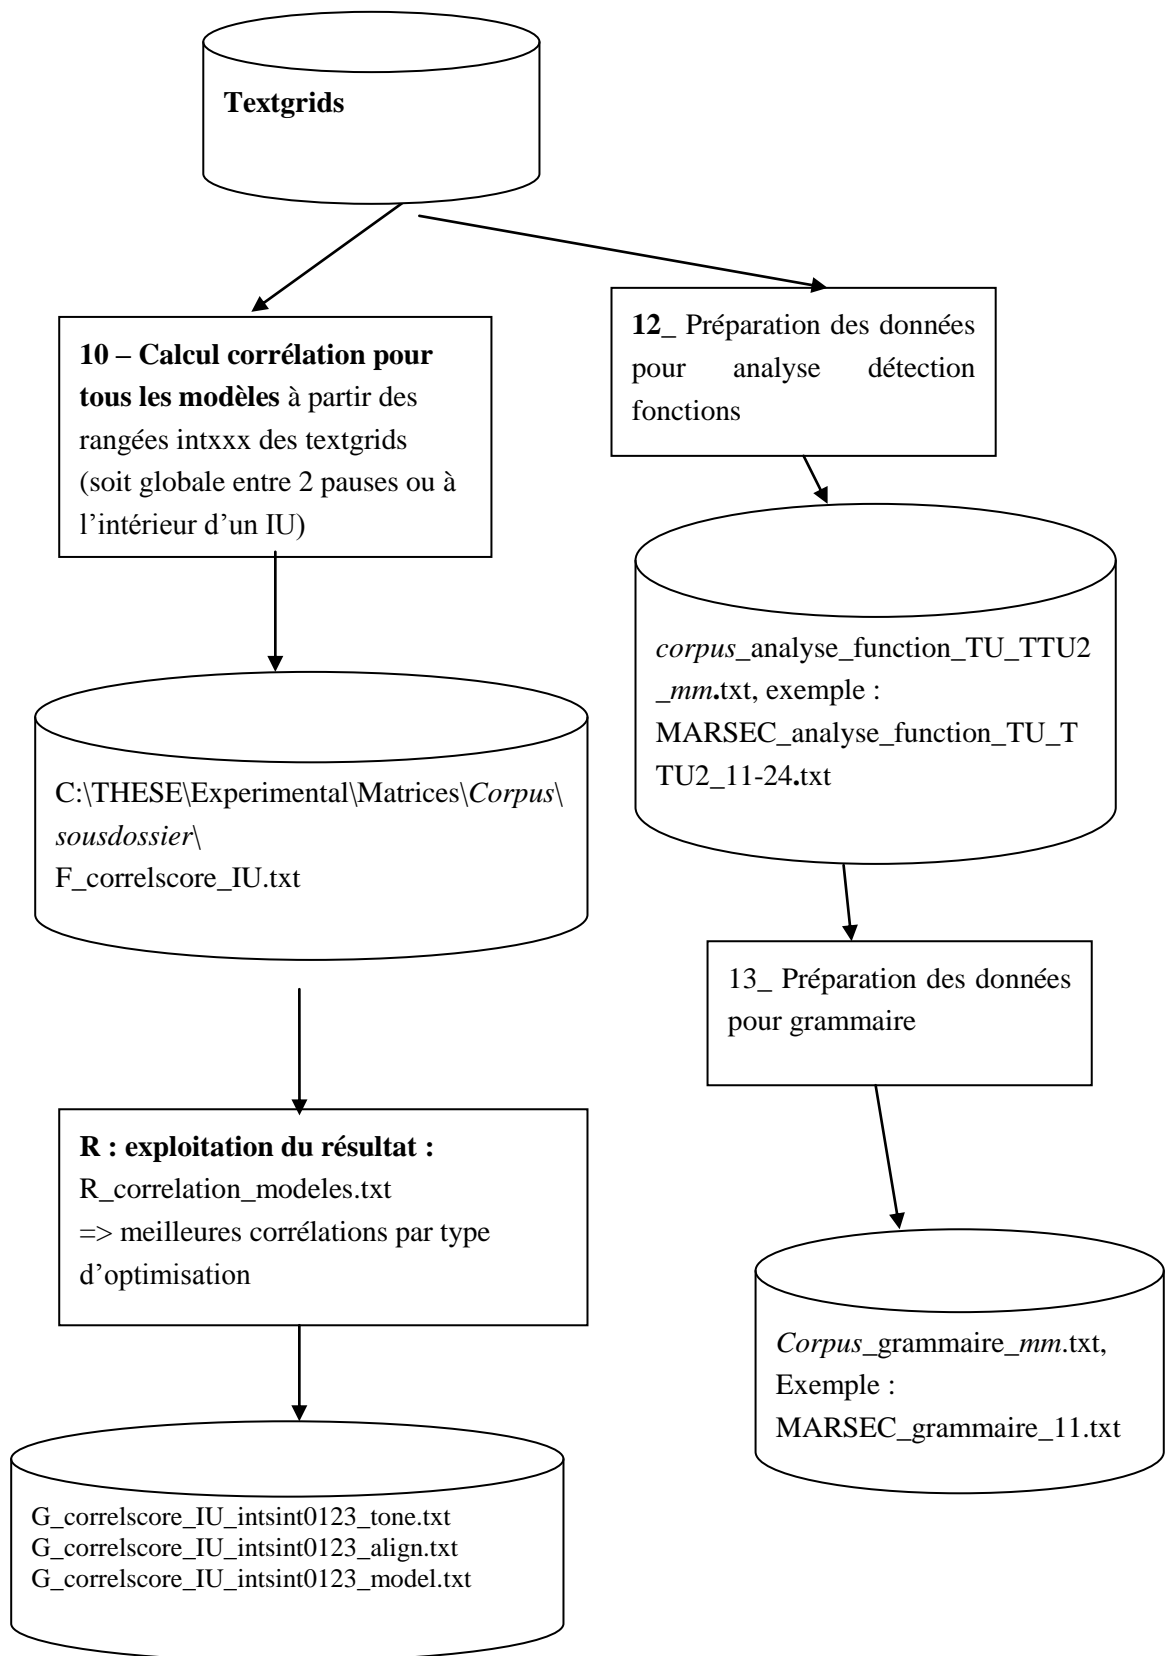 Textgrids
10 – Calcul corrélation pour
tous les modèles à partir des
rangées intxxx des textgrids
(soit globale entre 2 pauses ou à
l’intérieur d’un IU)
12_ Préparation des données
pour analyse détection
fonctions
corpus_analyse_function_TU_TTU2
_mm.txt, exemple :
MARSEC_analyse_function_TU_T
TU2_11-24.txt
C:\THESE\Experimental\Matrices\Corpus\
sousdossier\
F_correlscore_IU.txt
13_ Préparation des données
pour grammaire
R : exploitation du résultat :
R_correlation_modeles.txt
=> meilleures corrélations par type
d’optimisation
Corpus_grammaire_mm.txt,
Exemple :
MARSEC_grammaire_11.txt
G_correlscore_IU_intsint0123_tone.txt
G_correlscore_IU_intsint0123_align.txt
G_correlscore_IU_intsint0123_model.txt